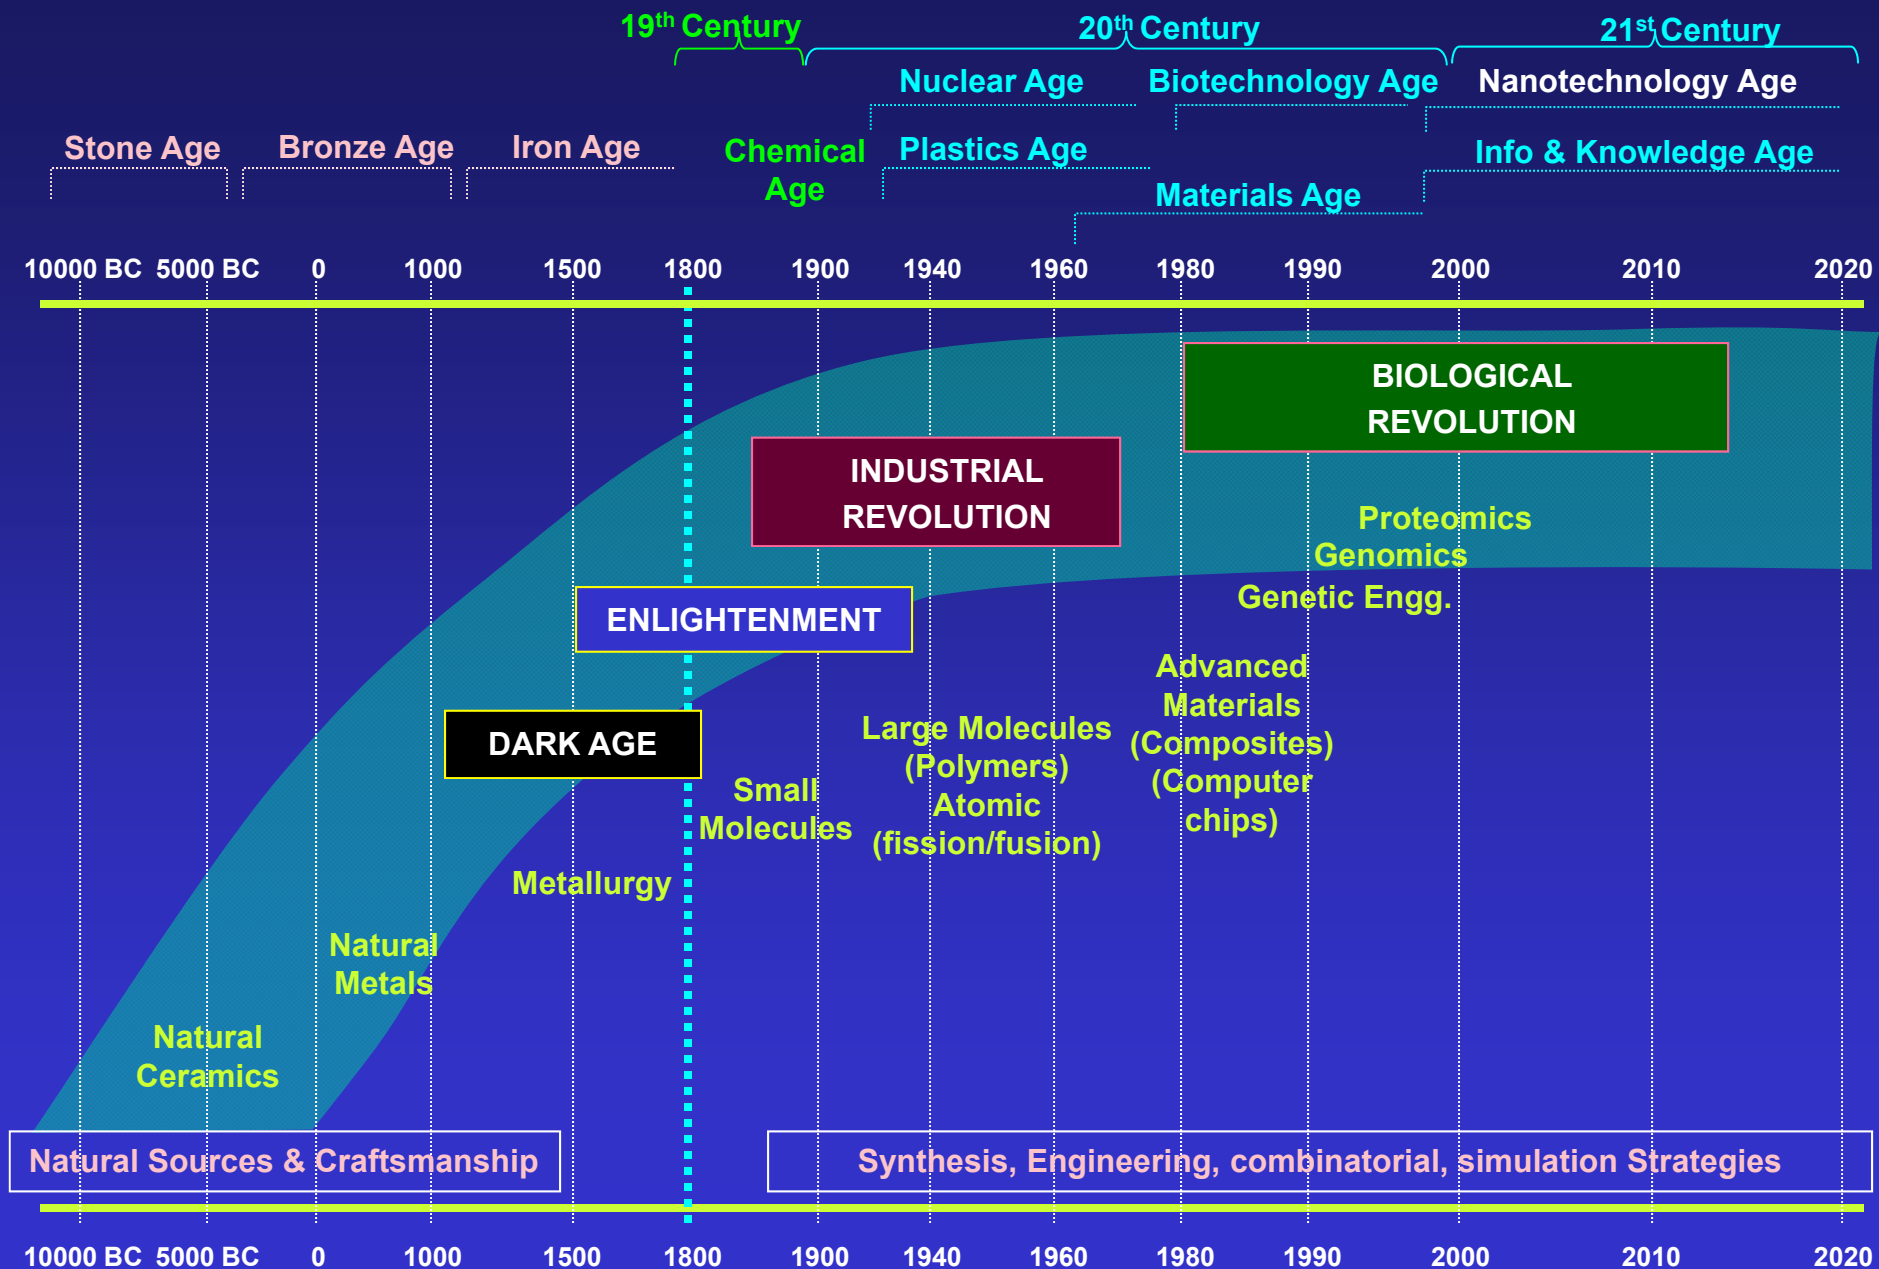 19th Century
20th Century
21st Century
Nuclear Age
Biotechnology Age
Nanotechnology Age
Stone Age
Bronze Age
Iron Age
Chemical
Age
Plastics Age
Info & Knowledge Age
Materials Age
10000 BC 5000 BC 0 1000 1500 1800 1900 1940 1960 1980 1990 2000 2010 2020
BIOLOGICAL
REVOLUTION
INDUSTRIAL
REVOLUTION
Proteomics
Genomics
Genetic Engg.
ENLIGHTENMENT
DARK AGE
Advanced
Materials
(Composites)
(Computer
chips)
Large Molecules
(Polymers)
Atomic
(fission/fusion)
Small
Molecules
Metallurgy
Natural
Metals
Natural
Ceramics
Natural Sources & Craftsmanship
Synthesis, Engineering, combinatorial, simulation Strategies
10000 BC 5000 BC 0 1000 1500 1800 1900 1940 1960 1980 1990 2000 2010 2020